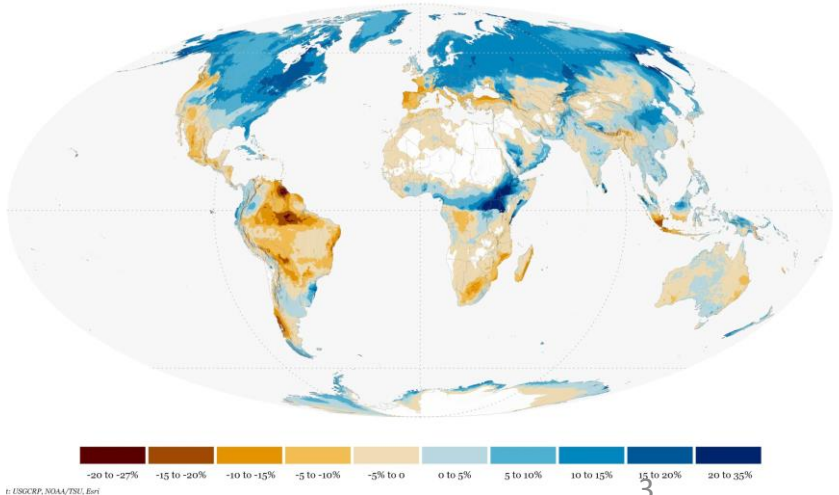 -20 to -27% -15 to -20% -10 to -15% -5 to -10% -5% to 0 0 to 5% 5 to 10% 10 to 15% 15 to 20% 20 to 35%
t: USGCRP, NOAA/TSU, Esri
3